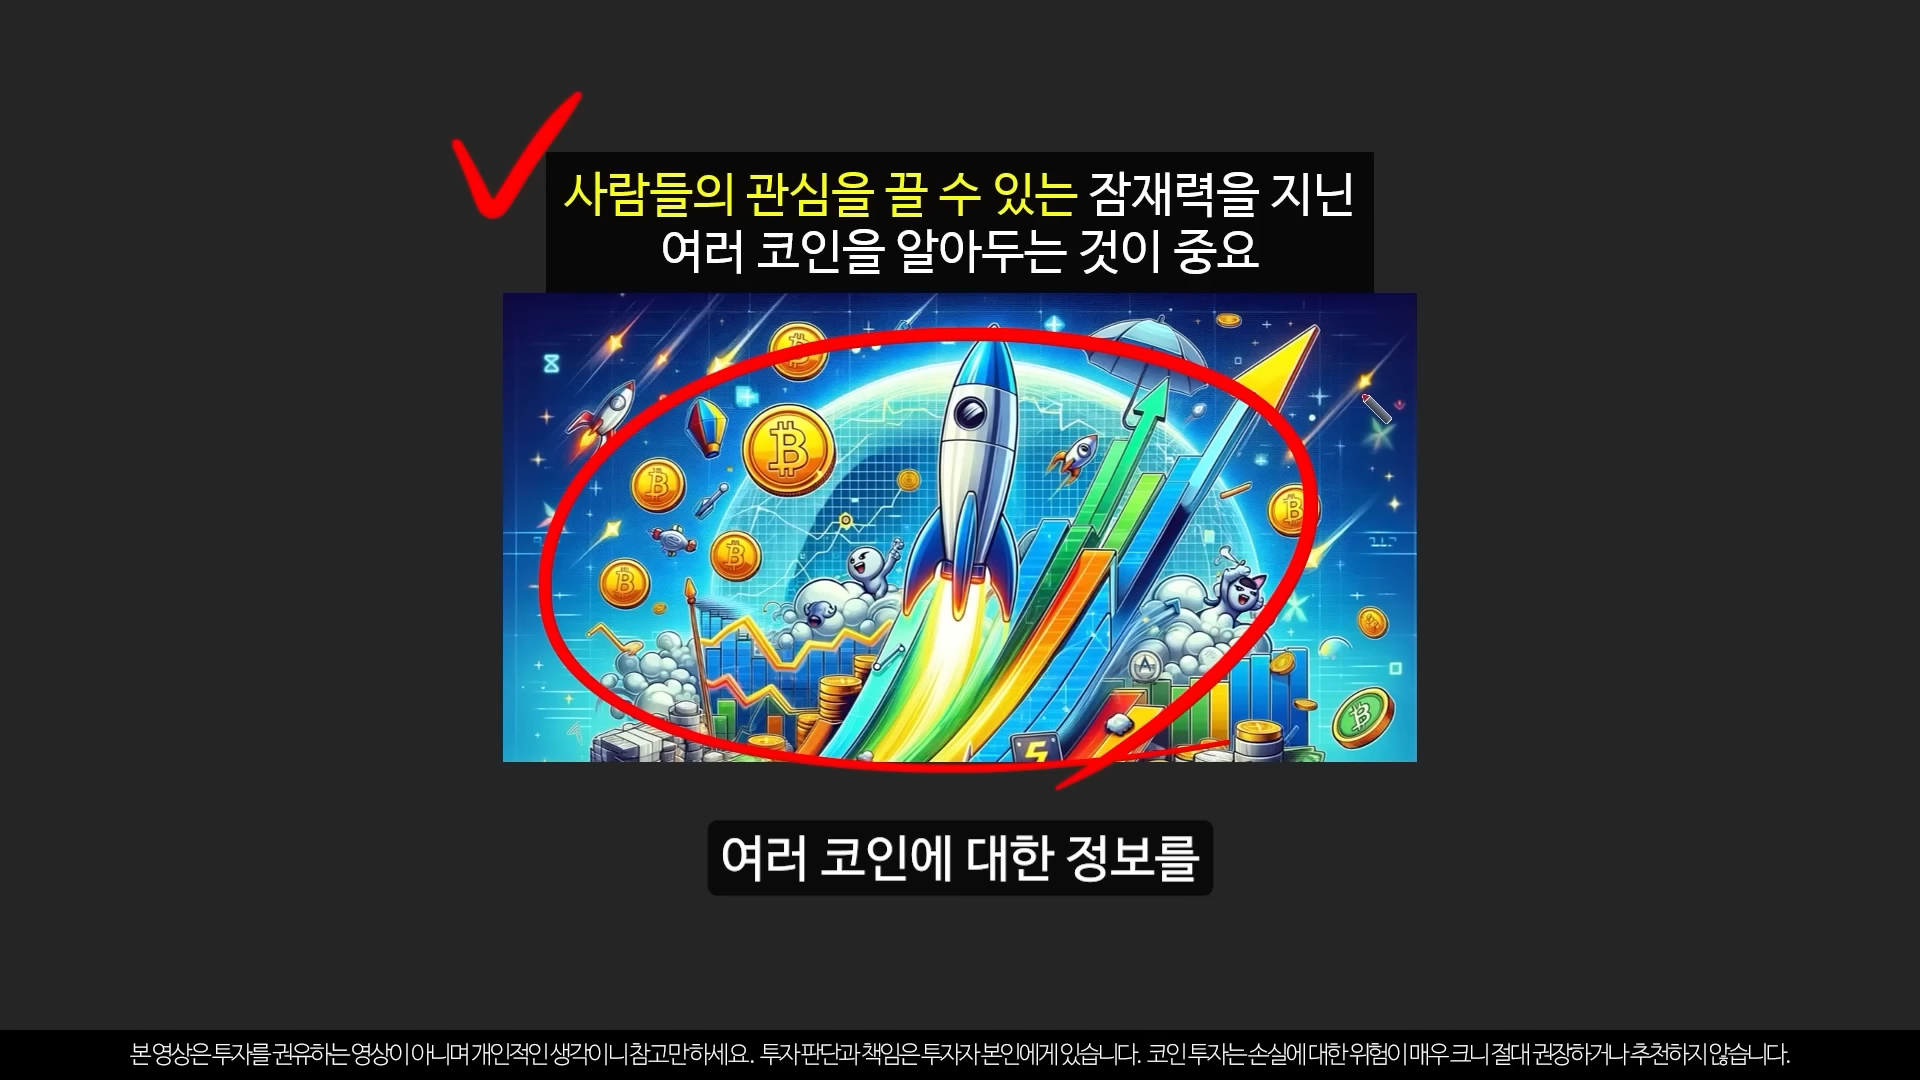 사람들의 관심을 끌 수 있는 잠재력을 지닌
여러 코인을 알아두는 것이 중요
여러 코인에 대한 정보를
본 영상은 투자를 권유하는 영상이 아니며 개인적인 생각이니 참고만 하세요. 투자 판단과 책임은 투자자 본인에게 있습니다. 코인 투자는 손실에 대한 위험이 매우 크니 절대 권장하거나 추천하지 않습니다.